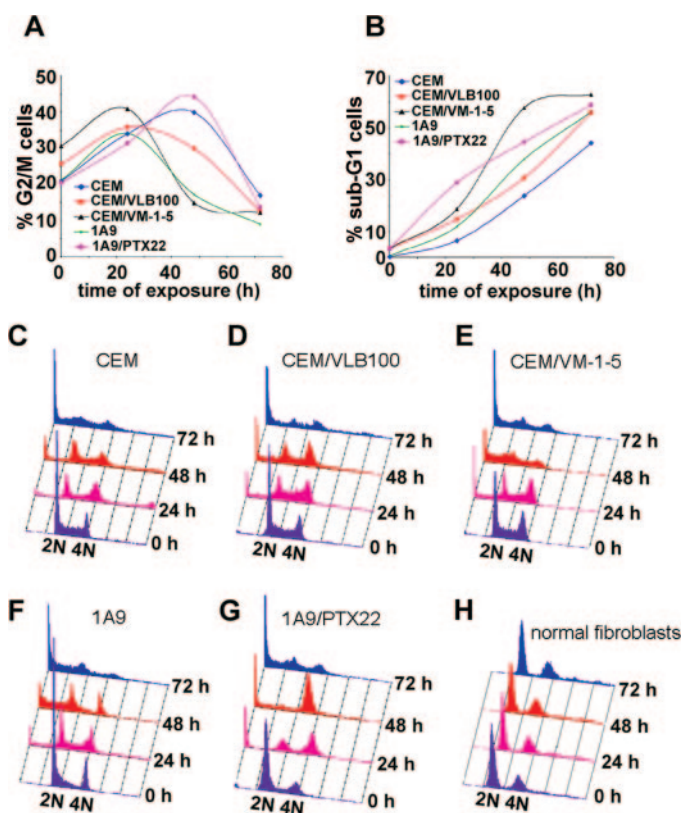 A
50
40
30
20
10
0
% G2/M cells
CEM
CEM/VLB100
CEM/VM-1-5
1A9
1A9/PTX22
0 20 40 60 80
time of exposure (h)
B
70
50
30
10
% sub-G1 cells
CEM
CEM/VLB100
CEM/VM-1-5
1A9
1A9/PTX22
0 20 40 60 80
time of exposure (h)
C
CEM
72 h
48 h
24 h
0 h
2N 4N
D
CEM/VLB100
72 h
48 h
24 h
0 h
2N 4N
E
CEM/VM-1-5
72 h
48 h
24 h
0 h
2N 4N
F
1A9
72 h
48 h
24 h
0 h
2N 4N
G
1A9/PTX22
72 h
48 h
24 h
0 h
2N 4N
H
normal fibroblasts
72 h
48 h
24 h
0 h
2N 4N